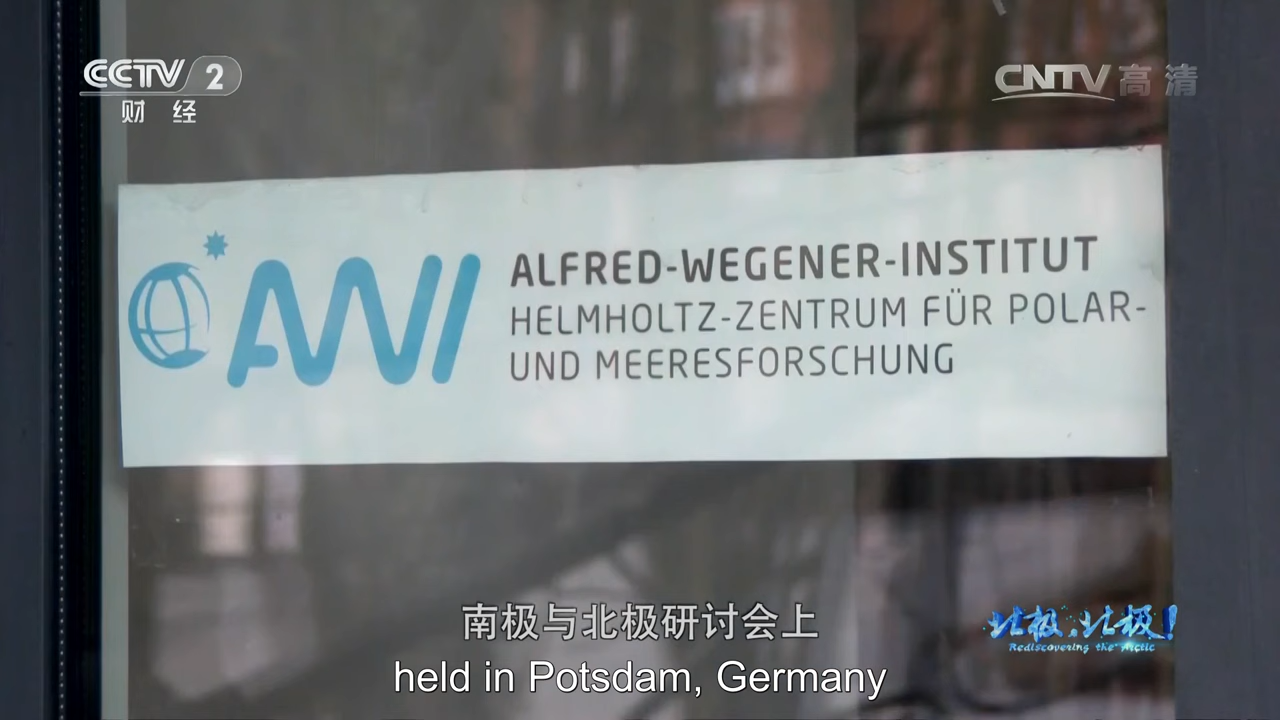 CCTV 2
财 经
CNTV 高清
AWI
ALFRED-WEGENER-INSTITUT
HELMHOLTZ-ZENTRUM FÜR POLAR-
UND MEERESFORSCHUNG
南极与北极研讨会上
held in Potsdam, Germany
北极，北极！
Rediscovering the Arctic